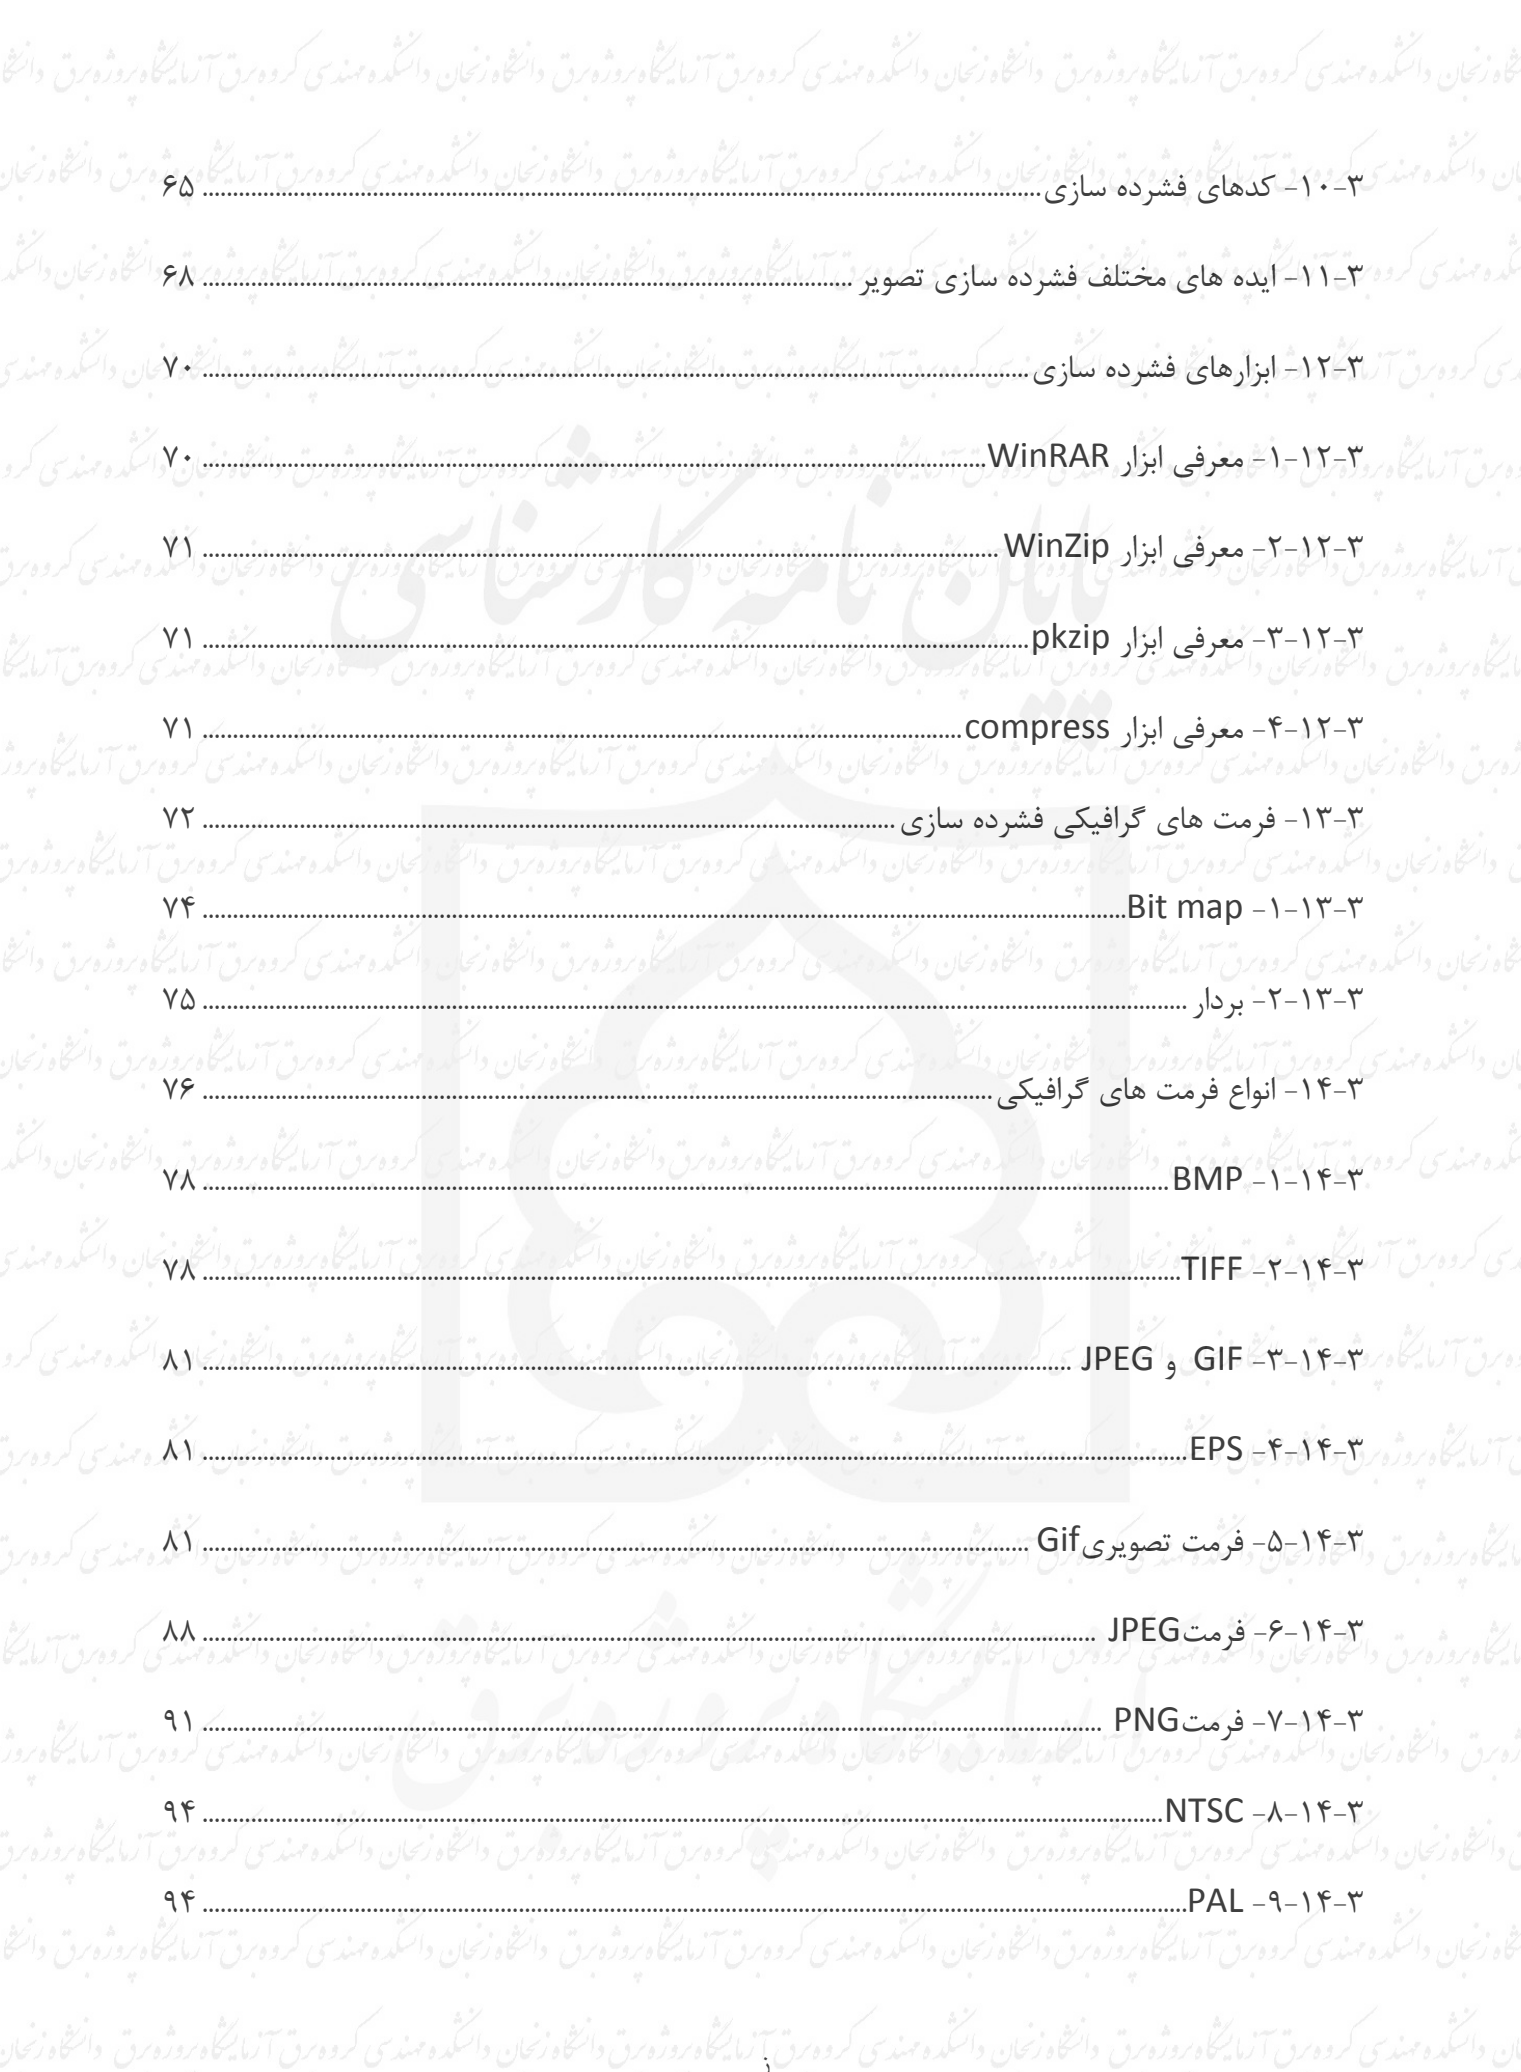 ۳-۱۰- کدهای فشرده سازی ........ ۶۵
۳-۱۱- ایده های مختلف فشرده سازی تصویر ........ ۶۸
۳-۱۲- ابزارهای فشرده سازی ........ ۷۰
۳-۱۲-۱- معرفی ابزار WinRAR ........ ۷۰
۳-۱۲-۲- معرفی ابزار WinZip ........ ۷۱
۳-۱۲-۳- معرفی ابزار pkzip ........ ۷۱
۳-۱۲-۴- معرفی ابزار compress ........ ۷۱
۳-۱۳- فرمت های گرافیکی فشرده سازی ........ ۷۲
۳-۱۳-۱- Bit map ........ ۷۴
۳-۱۳-۲- بردار ........ ۷۵
۳-۱۴- انواع فرمت های گرافیکی ........ ۷۶
۳-۱۴-۱- BMP ........ ۷۸
۳-۱۴-۲- TIFF ........ ۷۸
۳-۱۴-۳- GIF و JPEG ........ ۸۱
۳-۱۴-۴- EPS ........ ۸۱
۳-۱۴-۵- فرمت تصویری Gif ........ ۸۱
۳-۱۴-۶- فرمت JPEG ........ ۸۸
۳-۱۴-۷- فرمت PNG ........ ۹۱
۳-۱۴-۸- NTSC ........ ۹۴
۳-۱۴-۹- PAL ........ ۹۴
ز